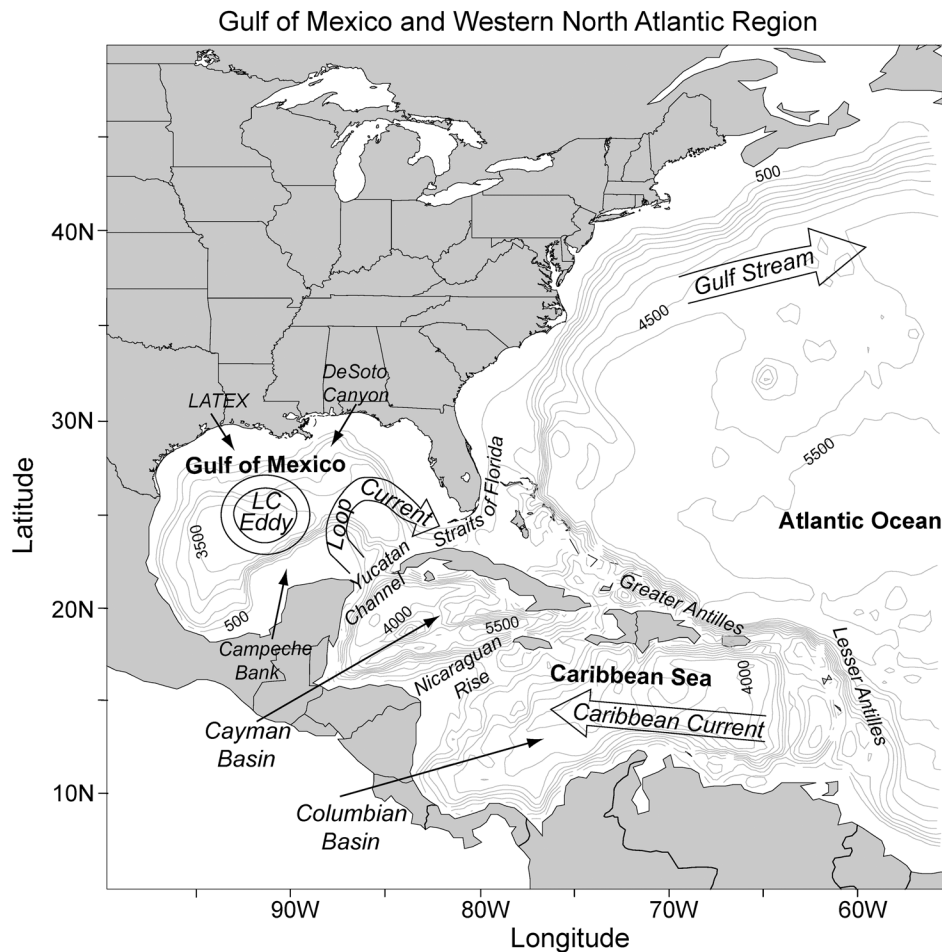 Gulf of Mexico and Western North Atlantic Region
500
40N
Gulf Stream
4500
DeSoto
Canyon
LATEX
30N
Gulf of Mexico
5500
Straits of Florida
LC
Eddy
Loop
Current
Atlantic Ocean
3500
Yucatan
Channel
Greater Antilles
20N
500
4000
5500
Campeche
Bank
Nicaraguan
Rise
Caribbean Sea
4000
Lesser Antilles
Caribbean Current
Cayman
Basin
10N
Columbian
Basin
90W
80W
70W
60W
Latitude
Longitude